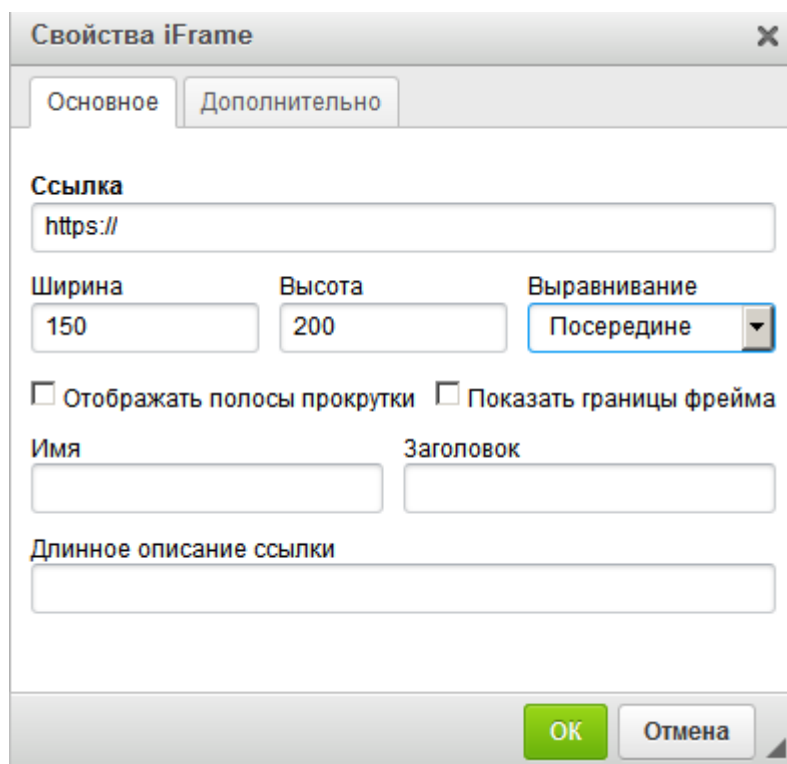 Свойства iFrame
Основное Дополнительно
Ссылка
https://
Ширина Высота Выравнивание
150 200 Посередине
Отображать полосы прокрутки Показать границы фрейма
Имя Заголовок
Длинное описание ссылки
ОК Отмена